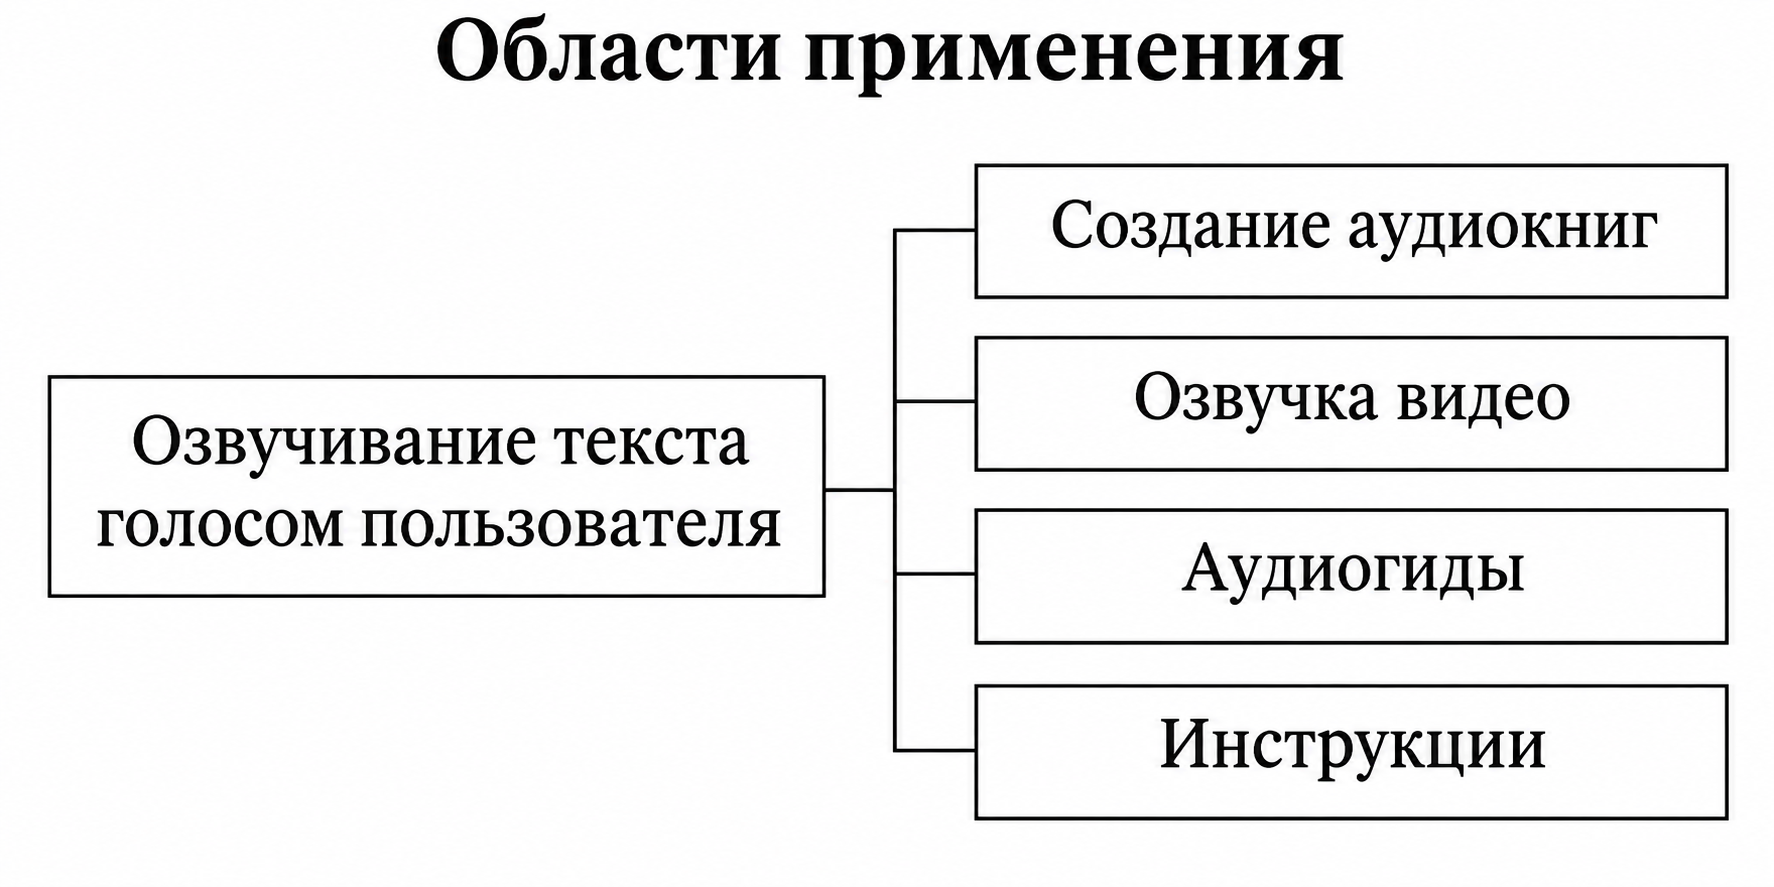 Области применения
Создание аудиокниг
Озвучка видео
Озвучивание текста
голосом пользователя
Аудиогиды
Инструкции